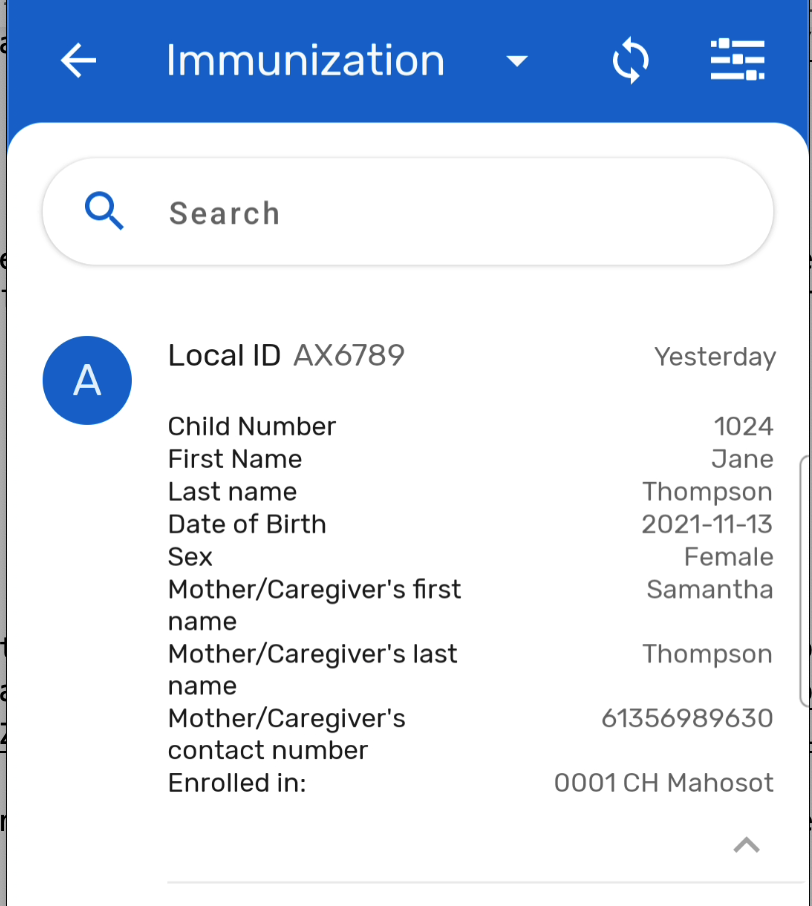 Immunization
Search
A
Local ID AX6789 Yesterday
Child Number 1024
First Name Jane
Last name Thompson
Date of Birth 2021-11-13
Sex Female
Mother/Caregiver's first Samantha
name
Mother/Caregiver's last Thompson
name
Mother/Caregiver's 61356989630
contact number
Enrolled in: 0001 CH Mahosot